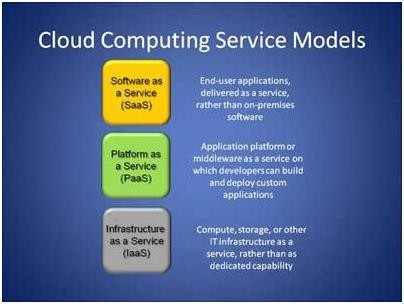 Cloud Computing Service Models
Software as
a Service
(SaaS)
End-user applications,
delivered as a service,
rather than on-premises
software
Platform as
a Service
(PaaS)
Application platform or
middleware as a service on
which developers can build
and deploy custom
applications
Infrastructure
as a Service
(IaaS)
Compute, storage, or other
IT infrastructure as a
service, rather than as
dedicated capability